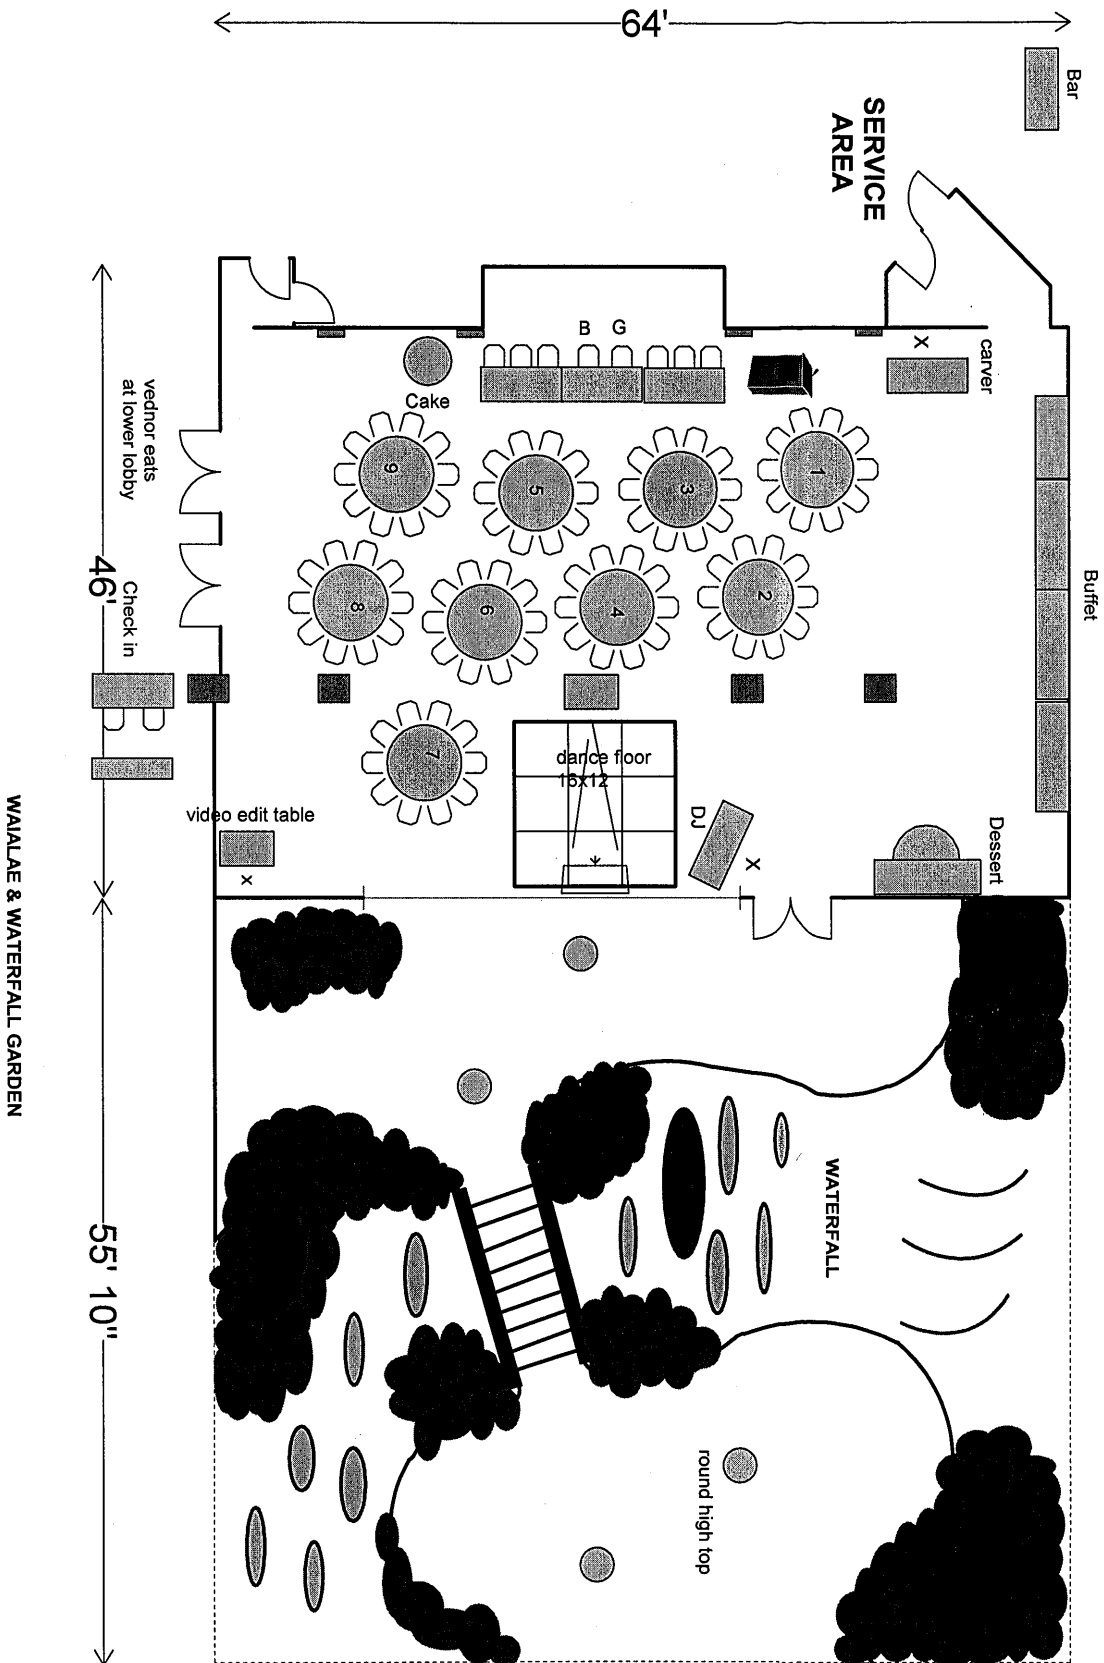 64'
Bar
SERVICE
AREA
B G
X
carver
Cake
vednor eats
at lower lobby
1
3
5
9
2
4
6
8
7
Buffet
46'
Check in
dance floor
16x12
DJ
X
video edit table
x
Dessert
WAIALAE & WATERFALL GARDEN
WATERFALL
55' 10"
round high top